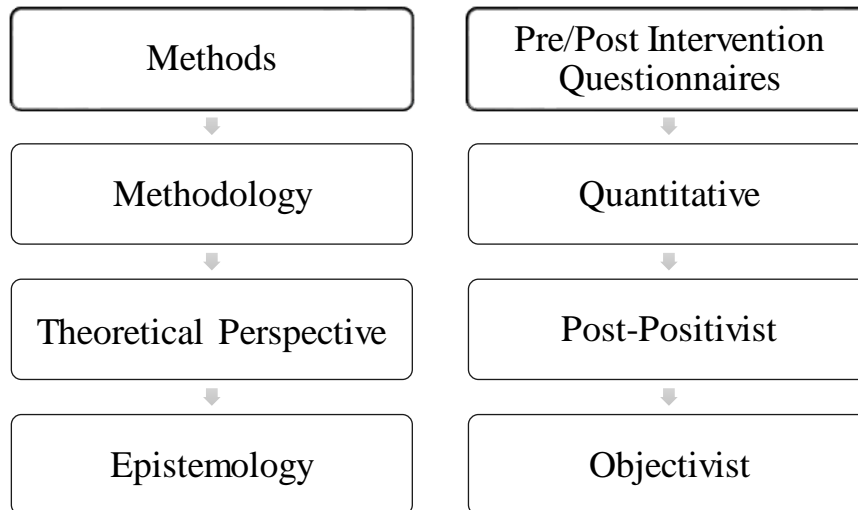 Methods
Pre/Post Intervention
Questionnaires
Methodology
Quantitative
Theoretical Perspective
Post-Positivist
Epistemology
Objectivist